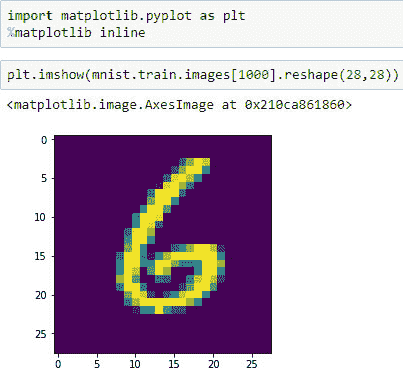 import matplotlib.pyplot as plt
%matplotlib inline
plt.imshow(mnist.train.images[1000].reshape(28,28))
<matplotlib.image.AxesImage at 0x210ca861860>
0
5
10
15
20
25
0 5 10 15 20 25